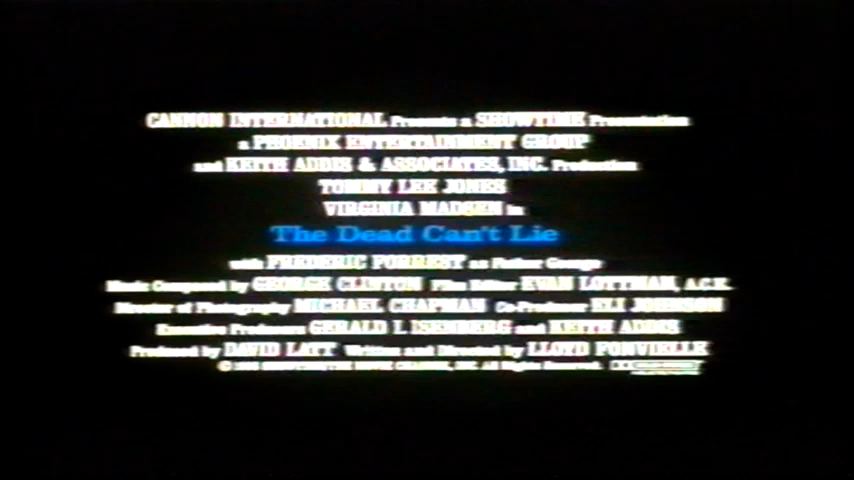 CANNON INTERNATIONAL Presents a SHOWTIME Presentation
a PHOENIX ENTERTAINMENT GROUP
and KEITH ADDIS & ASSOCIATES, INC. Production
TOMMY LEE JONES
VIRGINIA MADSEN in
The Dead Can't Lie
with FREDERIC FORREST as Father George
Music Composed by GEORGE CLINTON Film Editor EVAN LOTTMAN, A.C.E.
Director of Photography MICHAEL CHAPMAN Co-Producer ELI JOHNSON
Executive Producers GERALD I. ISENBERG and KEITH ADDIS
Produced by DAVID LATT Written and Directed by LLOYD FONVIELLE
All Rights Reserved.